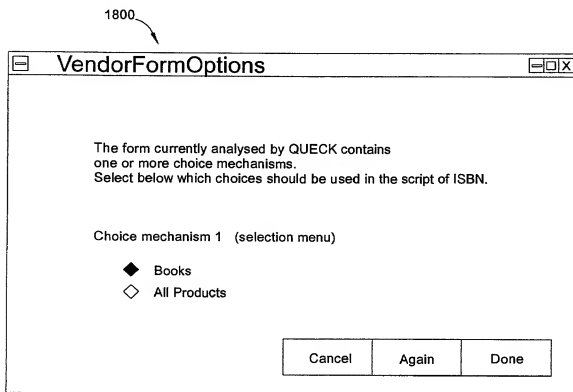 1800
VendorFormOptions
The form currently analysed by QUECK contains
one or more choice mechanisms.
Select below which choices should be used in the script of ISBN.
Choice mechanism 1 (selection menu)
Books
All Products
Cancel Again Done